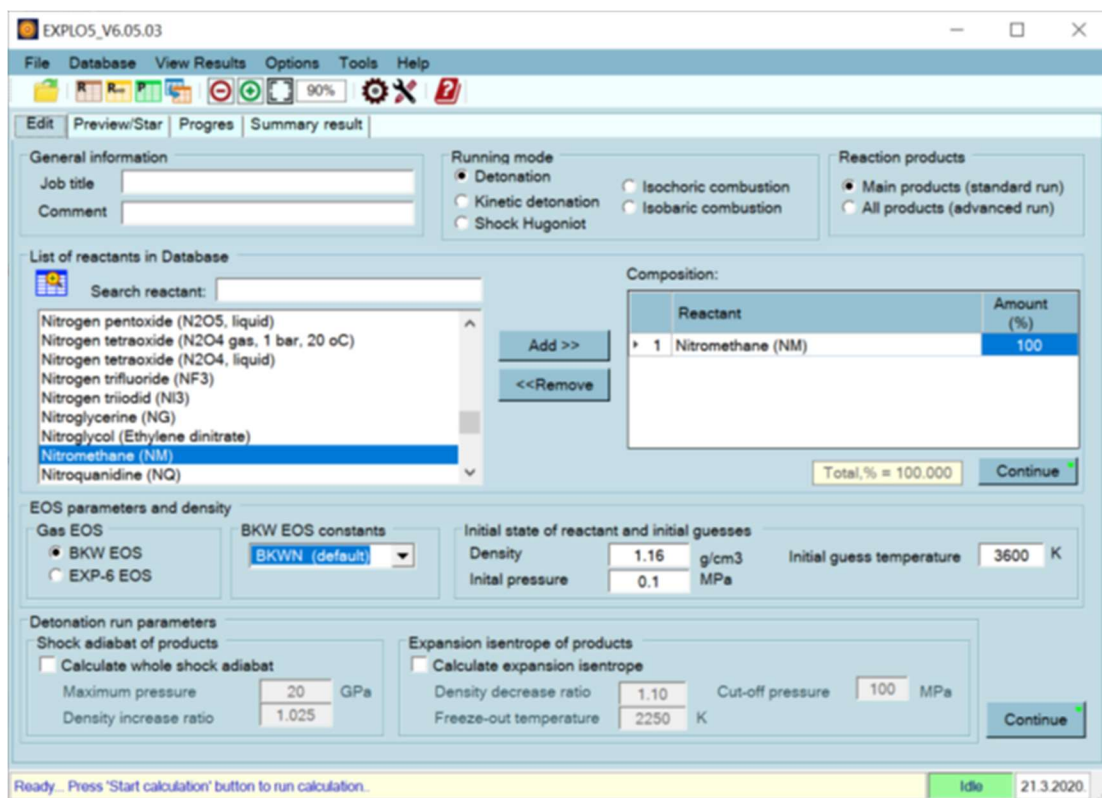 EXPLO5_V6.05.03
File Database View Results Options Tools Help
90%
Edit Preview/Star Progres Summary result
General information
Job title
Comment
Running mode
Detonation
Kinetic detonation
Shock Hugoniot
Isochoric combustion
Isobaric combustion
Reaction products
Main products (standard run)
All products (advanced run)
List of reactants in Database
Search reactant:
Nitrogen pentoxide (N2O5, liquid)
Nitrogen tetraoxide (N2O4 gas, 1 bar, 20 oC)
Nitrogen tetraoxide (N2O4, liquid)
Nitrogen trifluoride (NF3)
Nitrogen triiodid (NI3)
Nitroglycerine (NG)
Nitroglycol (Ethylene dinitrate)
Nitromethane (NM)
Nitroquanidine (NQ)
Add >>
<<Remove
Composition:
Reactant Amount
(%)
1 Nitromethane (NM) 100
Total,% = 100.000 Continue
EOS parameters and density
Gas EOS
BKW EOS
EXP-6 EOS
BKW EOS constants
BKWN (default)
Initial state of reactant and initial guesses
Density 1.16 g/cm3 Initial guess temperature 3600 K
Inital pressure 0.1 MPa
Detonation run parameters
Shock adiabat of products
Calculate whole shock adiabat
Maximum pressure 20 GPa
Density increase ratio 1.025
Expansion isentrope of products
Calculate expansion isentrope
Density decrease ratio 1.10 Cut-off pressure 100 MPa
Freeze-out temperature 2250 K
Continue
Ready... Press 'Start calculation' button to run calculation.. Idle 21.3.2020.